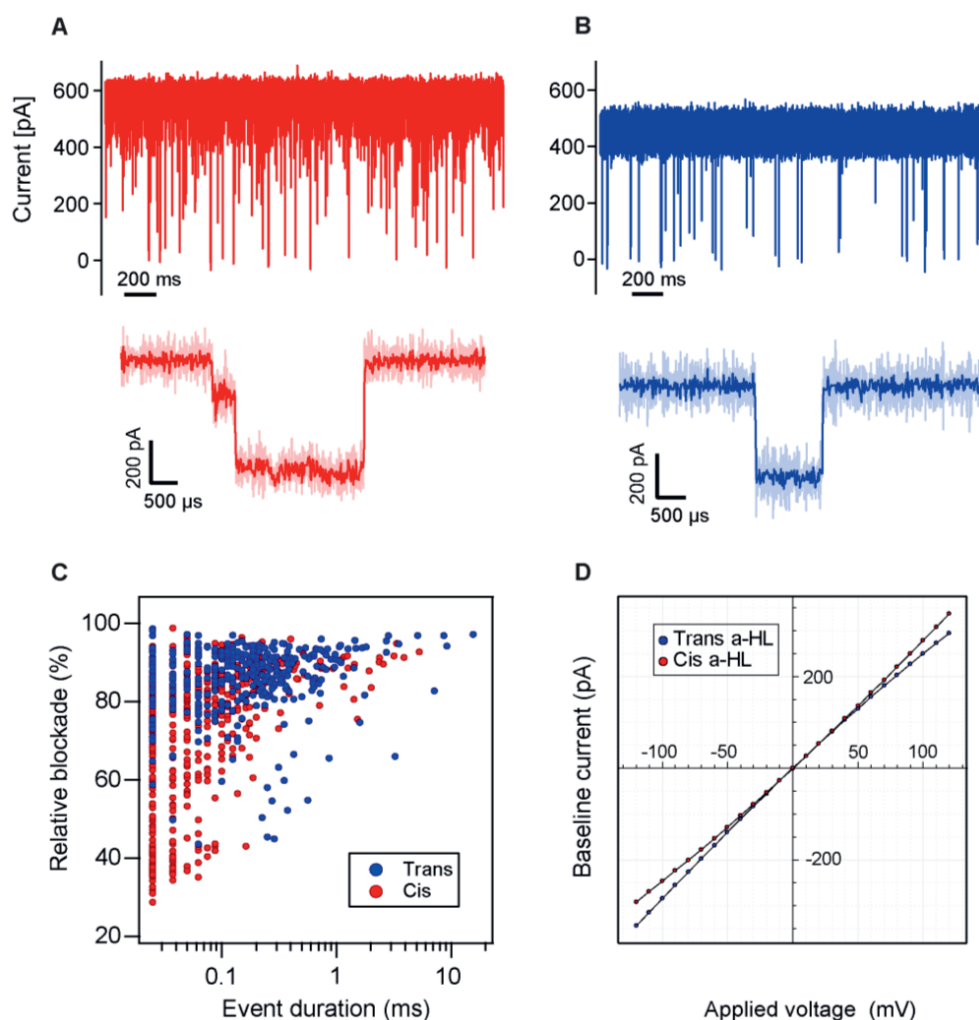 A
Current [pA]
600
400
200
0
200 ms
200 pA
500 µs
B
600
400
200
0
200 ms
200 pA
500 µs
C
Relative blockade (%)
100
80
60
40
20
Trans
Cis
0.1
1
10
Event duration (ms)
D
Baseline current (pA)
Trans a-HL
Cis a-HL
200
-100
-50
50
100
-200
Applied voltage (mV)